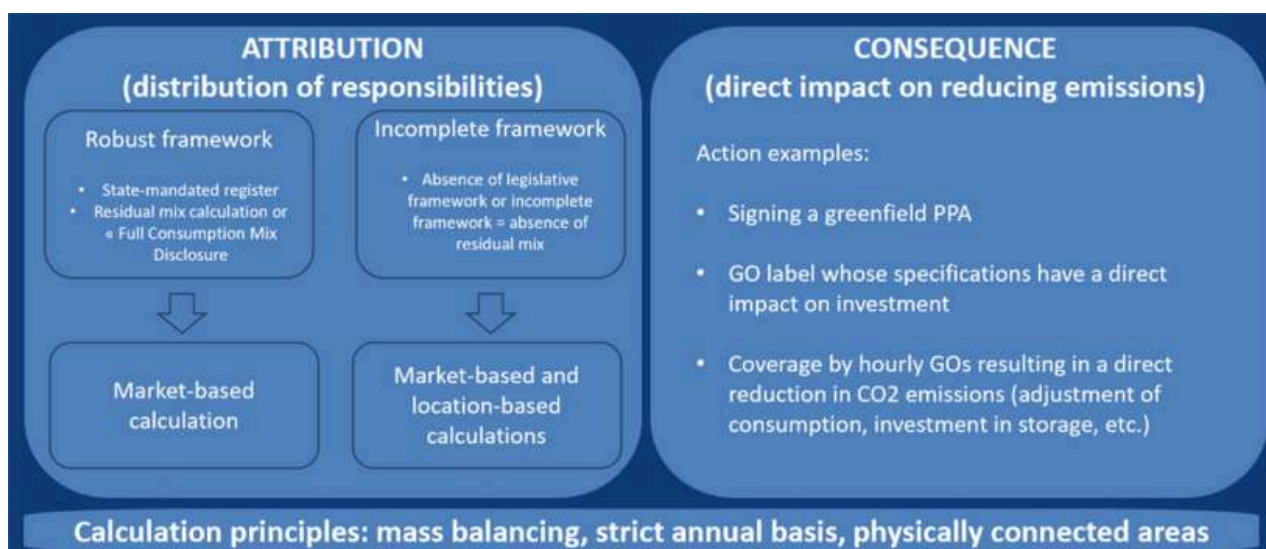 ATTRIBUTION
(distribution of responsibilities)
Robust framework
• State-mandated register
• Residual mix calculation or
« Full Consumption Mix
Disclosure
Market-based
calculation
Incomplete framework
• Absence of legislative
framework or incomplete
framework = absence of
residual mix
Market-based and
location-based
calculations
CONSEQUENCE
(direct impact on reducing emissions)
Action examples:
• Signing a greenfield PPA
• GO label whose specifications have a direct
impact on investment
• Coverage by hourly GOs resulting in a direct
reduction in CO2 emissions (adjustment of
consumption, investment in storage, etc.)
Calculation principles: mass balancing, strict annual basis, physically connected areas